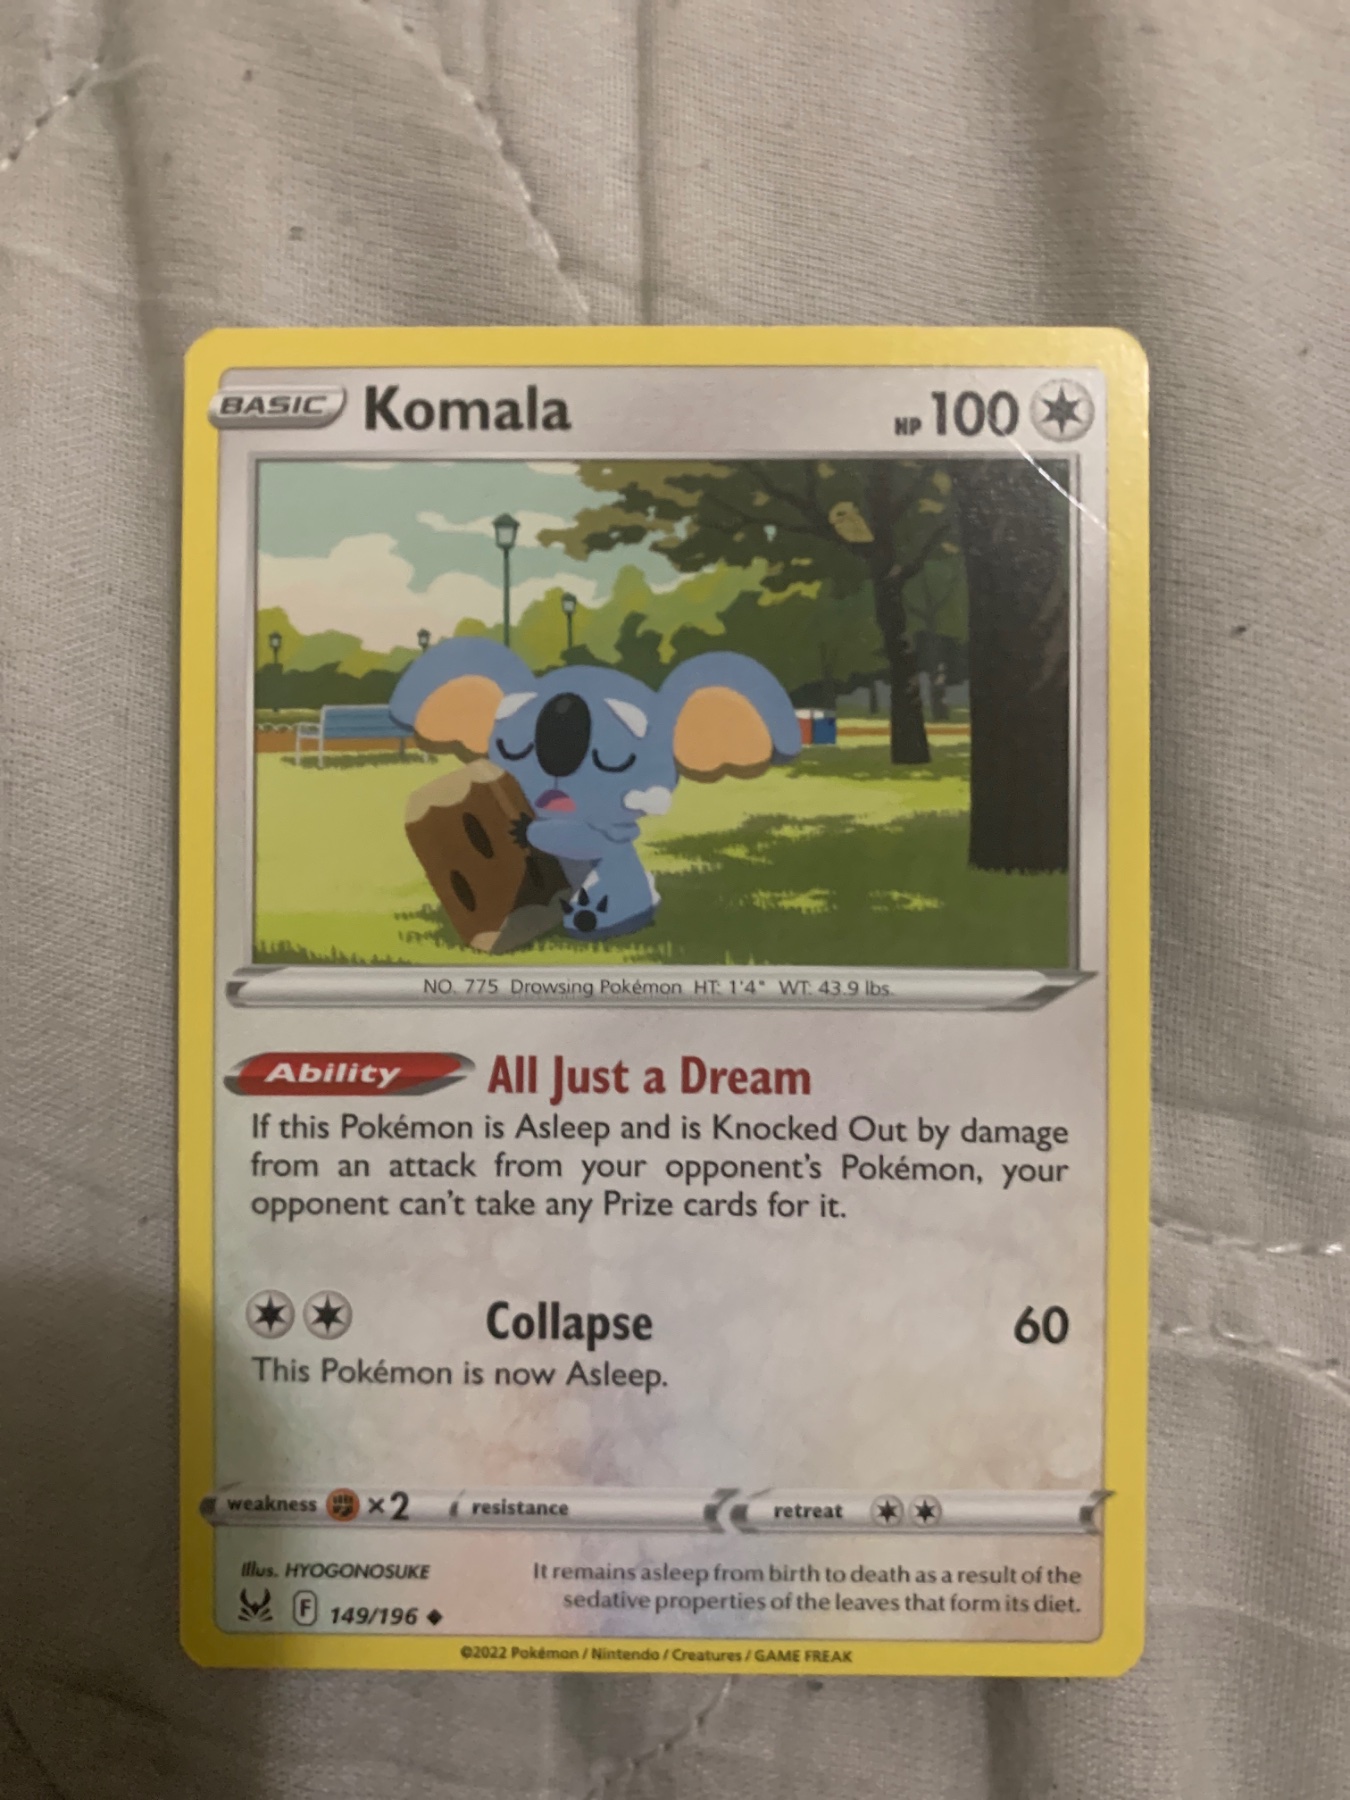 BASIC Komala HP 100
NO. 775 Drowsing Pokémon HT: 1'4" WT: 43.9 lbs.
Ability All Just a Dream
If this Pokémon is Asleep and is Knocked Out by damage
from an attack from your opponent's Pokémon, your
opponent can't take any Prize cards for it.
Collapse 60
This Pokémon is now Asleep.
weakness ×2 resistance retreat
Illus. HYOGONOSUKE
It remains asleep from birth to death as a result of the
sedative properties of the leaves that form its diet.
F 149/196
©2022 Pokémon / Nintendo / Creatures / GAME FREAK